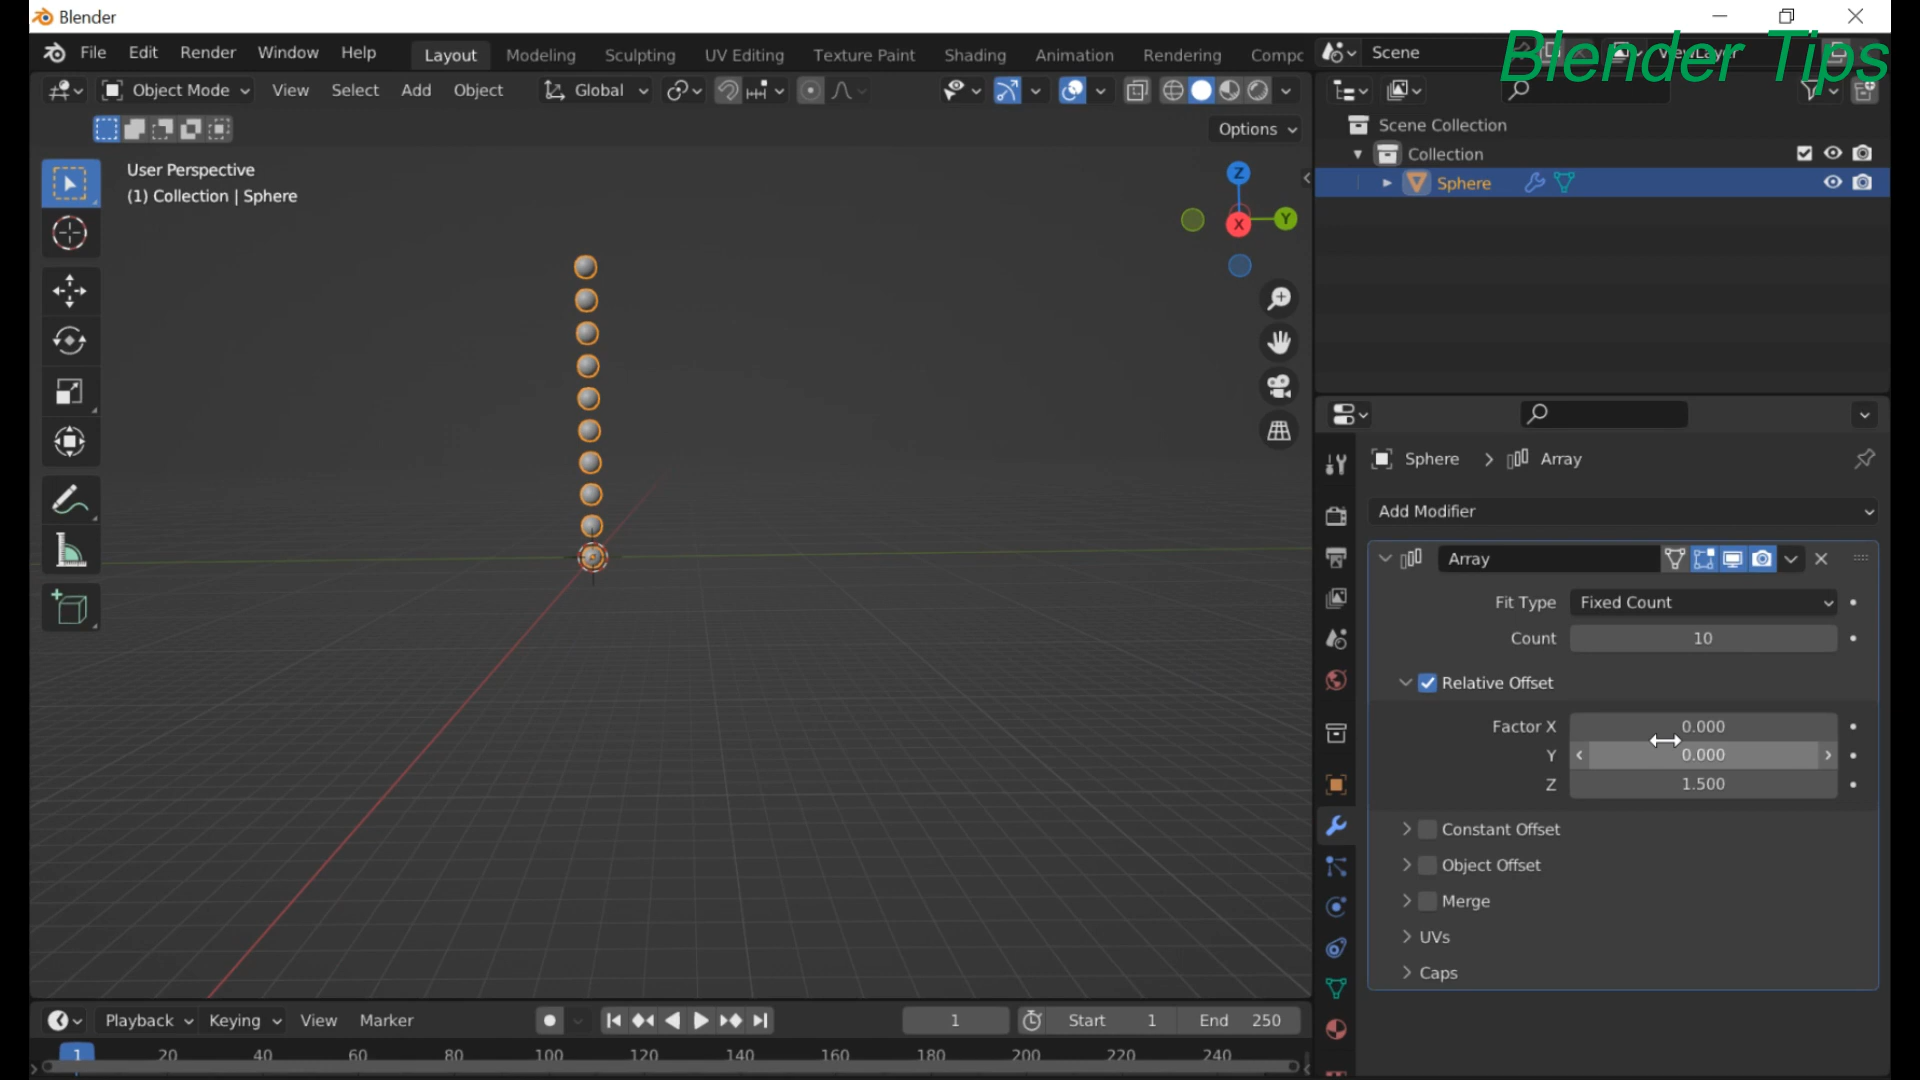 Blender
File Edit Render Window Help Layout Modeling Sculpting UV Editing Texture Paint Shading Animation Rendering Compc Scene ViewLayer
Blender Tips
Object Mode View Select Add Object Global
Options
User Perspective
(1) Collection | Sphere
Z
Y
X
Scene Collection
Collection
Sphere
Sphere > Array
Add Modifier
Array
Fit Type Fixed Count
Count 10
Relative Offset
Factor X 0.000
Y 0.000
Z 1.500
Constant Offset
Object Offset
Merge
UVs
Caps
Playback Keying View Marker 1 Start 1 End 250
1 20 40 60 80 100 120 140 160 180 200 220 240